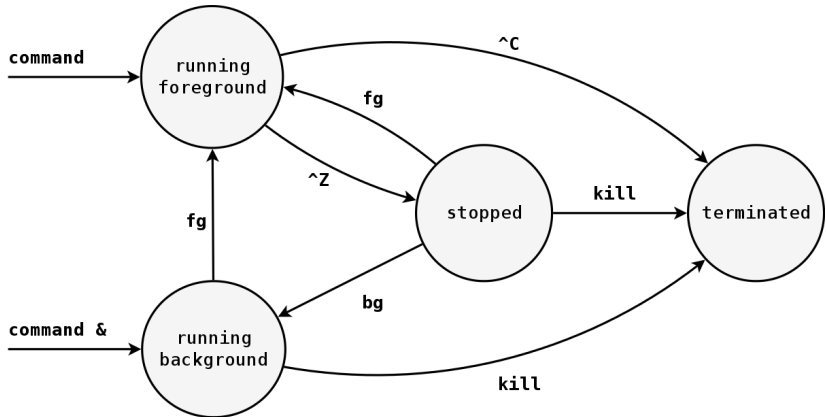 command
running
foreground
^C
fg
^Z
fg
stopped
kill
terminated
bg
command &
running
background
kill